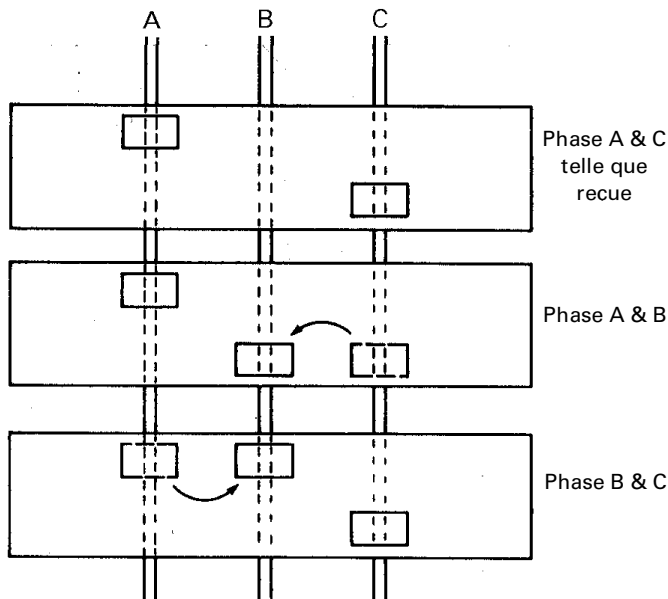 A B C
Phase A & C
telle que
recue
Phase A & B
Phase B & C